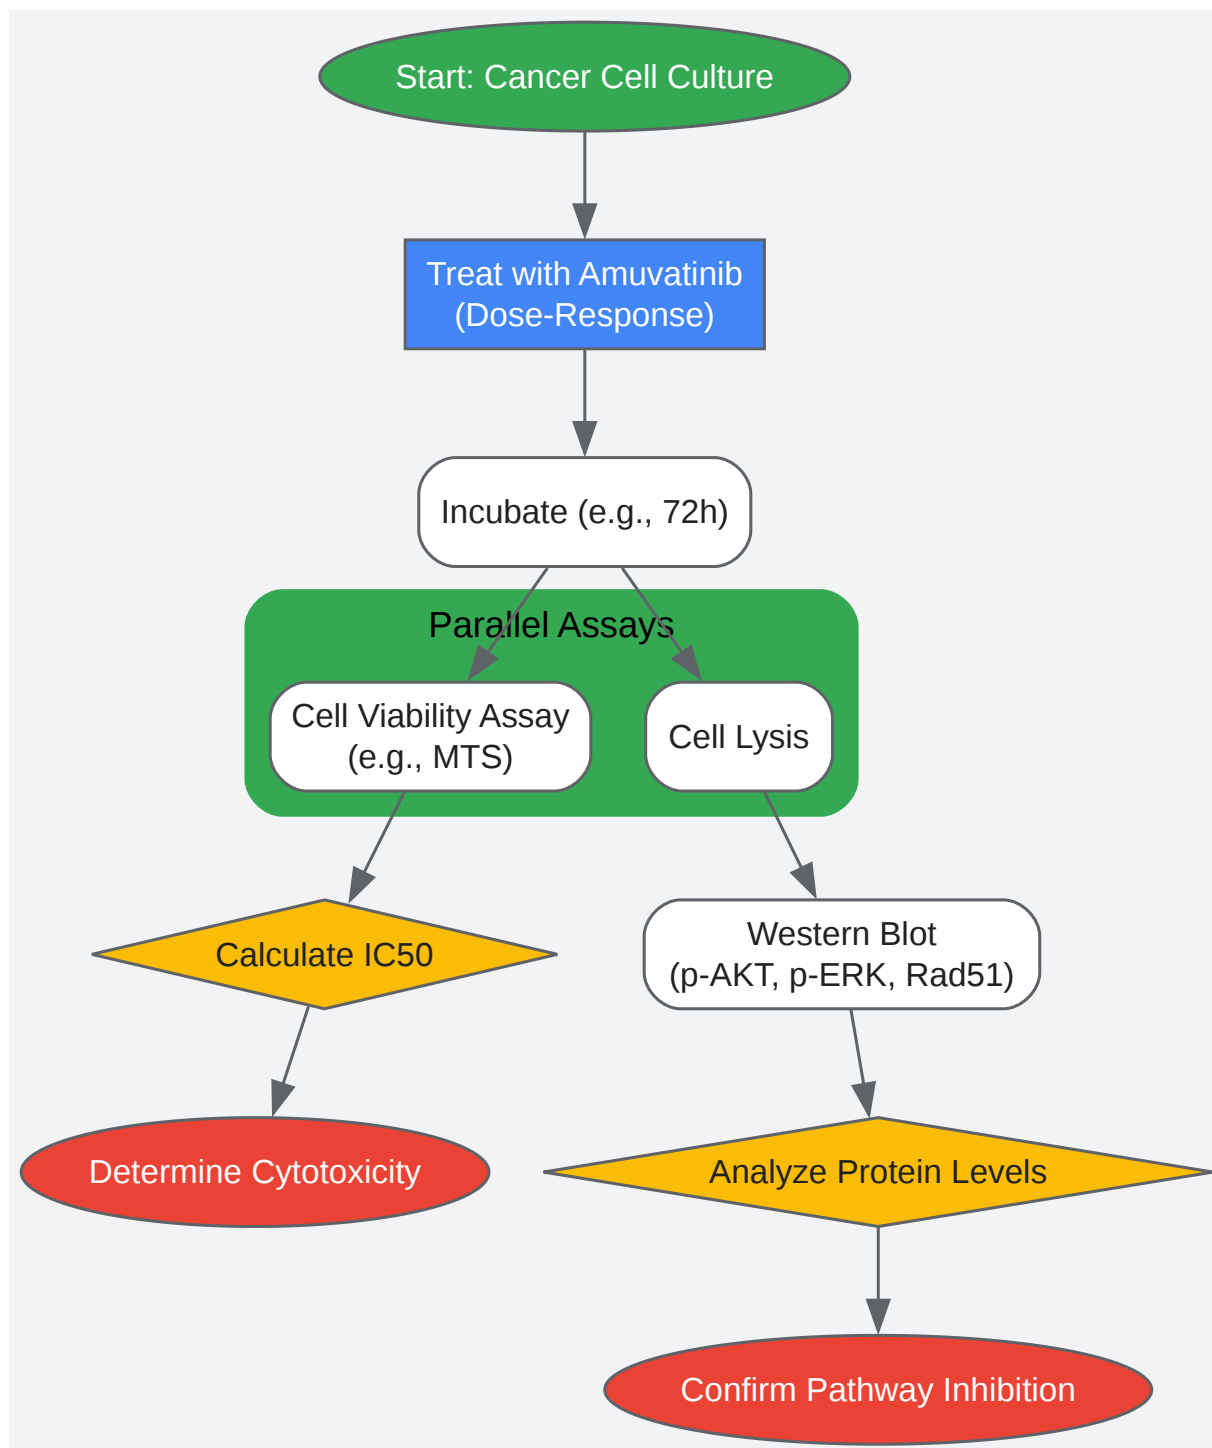 Start: Cancer Cell Culture
Treat with Amuvatinib
(Dose-Response)
Incubate (e.g., 72h)
Parallel Assays
Cell Viability Assay
(e.g., MTS)
Cell Lysis
Calculate IC50
Western Blot
(p-AKT, p-ERK, Rad51)
Determine Cytotoxicity
Analyze Protein Levels
Confirm Pathway Inhibition